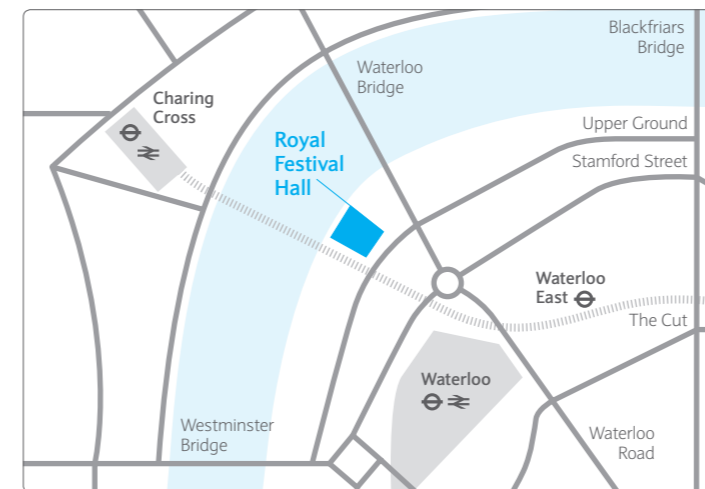 Blackfriars
Bridge
Waterloo
Bridge
Charing
Cross
Upper Ground
Royal
Festival
Hall
Stamford Street
Waterloo
East
The Cut
Waterloo
Westminster
Bridge
Waterloo
Road